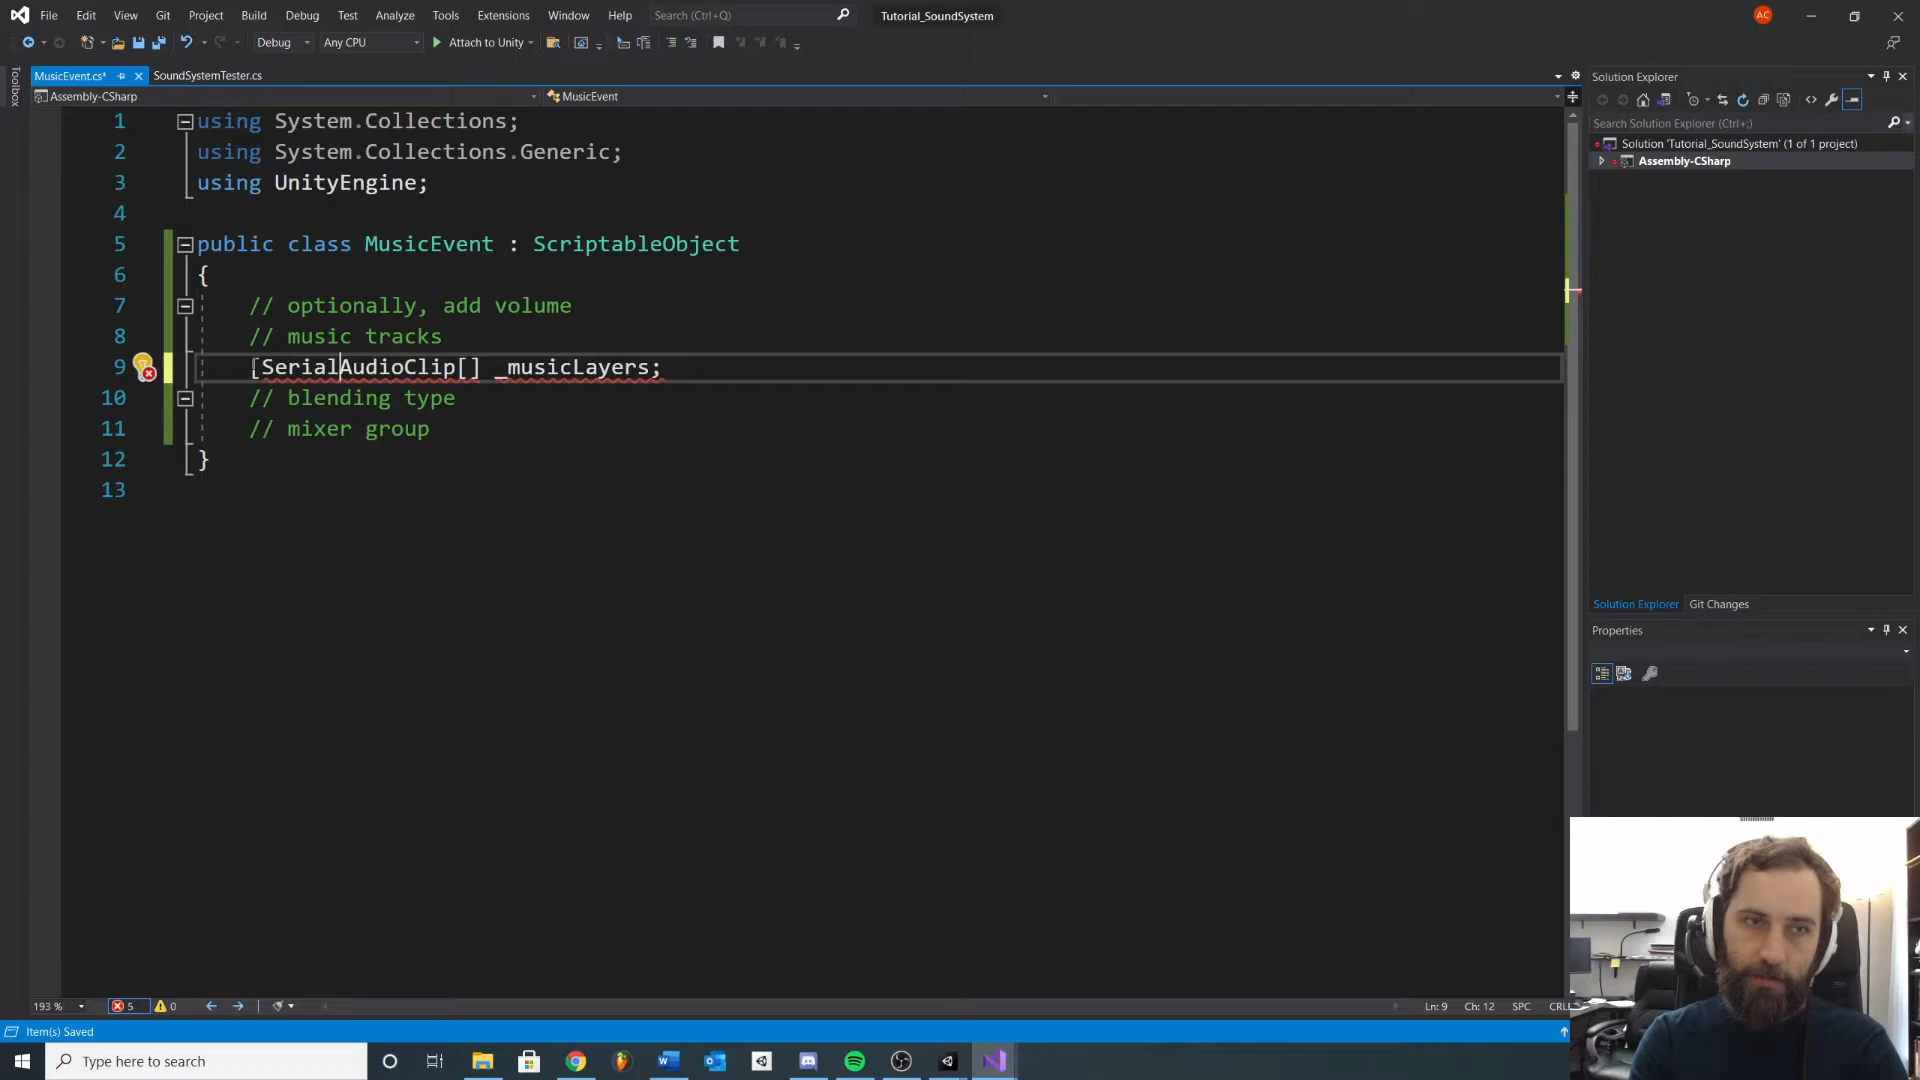 File Edit View Git Project Build Debug Test Analyze Tools Extensions Window Help Search (Ctrl+Q) Tutorial_SoundSystem AC
Debug Any CPU Attach to Unity
Toolbox
MusicEvent.cs* SoundSystemTester.cs
Assembly-CSharp MusicEvent
1 using System.Collections;
2 using System.Collections.Generic;
3 using UnityEngine;
4
5 public class MusicEvent : ScriptableObject
6 {
7 // optionally, add volume
8 // music tracks
9 [SerialAudioClip[] _musicLayers;
10 // blending type
11 // mixer group
12 }
13
Solution Explorer
Search Solution Explorer (Ctrl+;)
Solution 'Tutorial_SoundSystem' (1 of 1 project)
Assembly-CSharp
Solution Explorer Git Changes
Properties
193 % 5 0 Ln: 9 Ch: 12 SPC CRL
Item(s) Saved
Type here to search